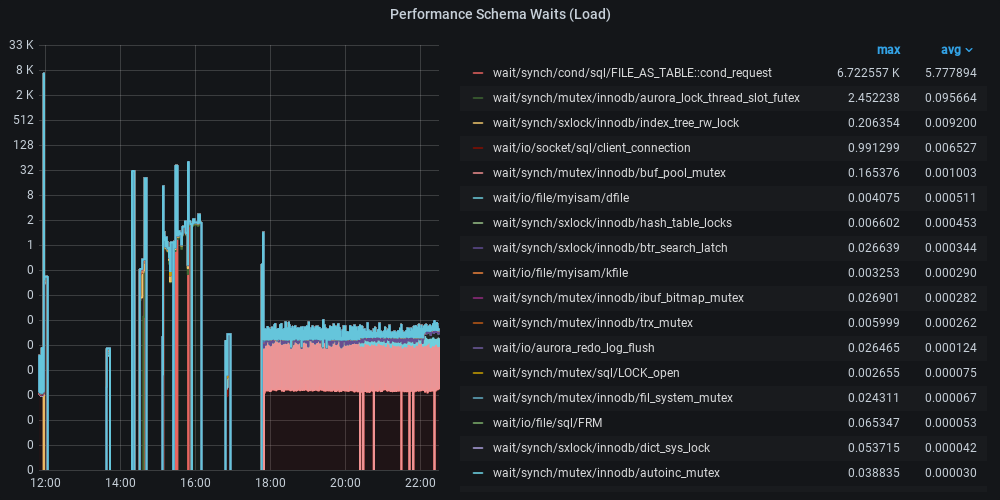 Performance Schema Waits (Load)
33 K
8 K
2 K
512
128
32
8
2
1
0
0
0
0
0
0
0
0
0
12:00 14:00 16:00 18:00 20:00 22:00
max avg
wait/synch/cond/sql/FILE_AS_TABLE::cond_request 6.722557 K 5.777894
wait/synch/mutex/innodb/aurora_lock_thread_slot_futex 2.452238 0.095664
wait/synch/sxlock/innodb/index_tree_rw_lock 0.206354 0.009200
wait/io/socket/sql/client_connection 0.991299 0.006527
wait/synch/mutex/innodb/buf_pool_mutex 0.165376 0.001003
wait/io/file/myisam/dfile 0.004075 0.000511
wait/synch/sxlock/innodb/hash_table_locks 0.006602 0.000453
wait/synch/sxlock/innodb/btr_search_latch 0.026639 0.000344
wait/io/file/myisam/kfile 0.003253 0.000290
wait/synch/mutex/innodb/ibuf_bitmap_mutex 0.026901 0.000282
wait/synch/mutex/innodb/trx_mutex 0.005999 0.000262
wait/io/aurora_redo_log_flush 0.026465 0.000124
wait/synch/mutex/sql/LOCK_open 0.002655 0.000075
wait/synch/mutex/innodb/fil_system_mutex 0.024311 0.000067
wait/io/file/sql/FRM 0.065347 0.000053
wait/synch/sxlock/innodb/dict_sys_lock 0.053715 0.000042
wait/synch/mutex/innodb/autoinc_mutex 0.038835 0.000030